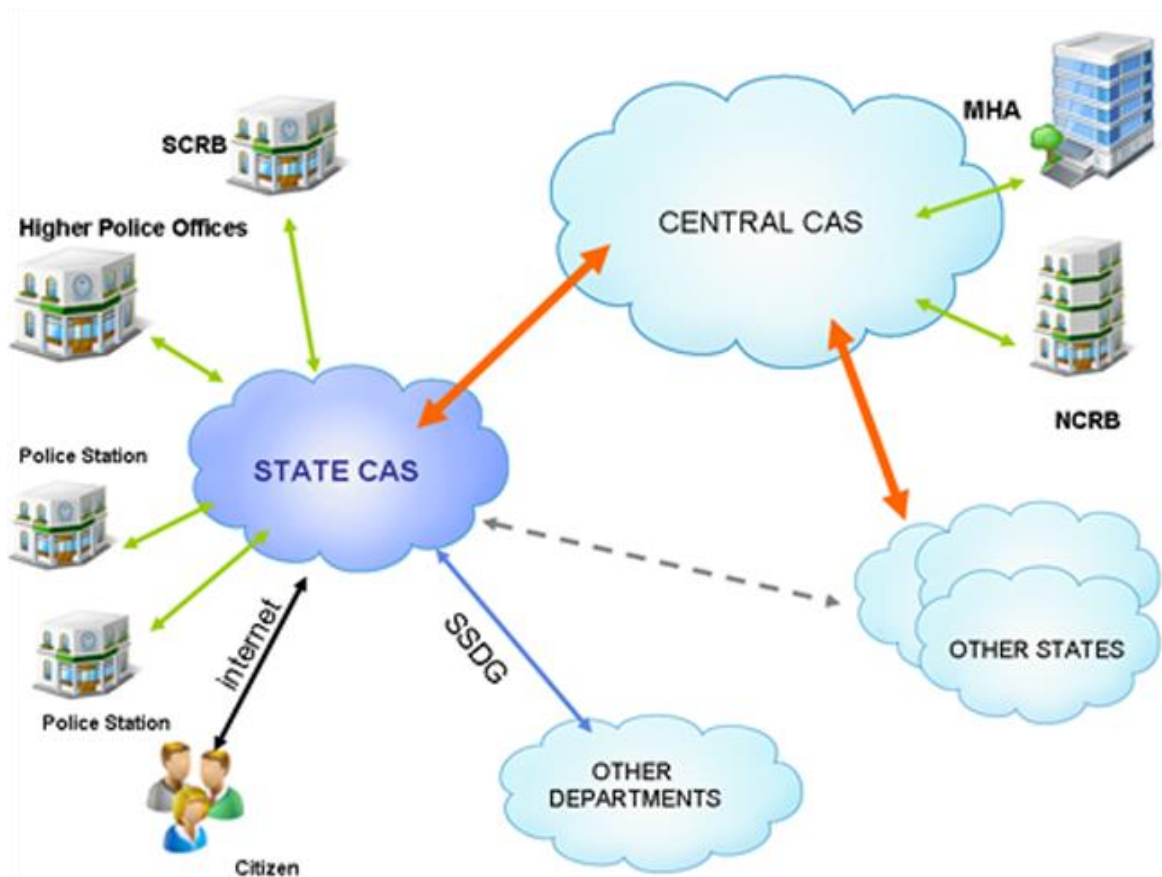 MHA
SCRB
Higher Police Offices
CENTRAL CAS
NCRB
Police Station
STATE CAS
internet
SSDG
OTHER STATES
Police Station
OTHER
DEPARTMENTS
Citizen